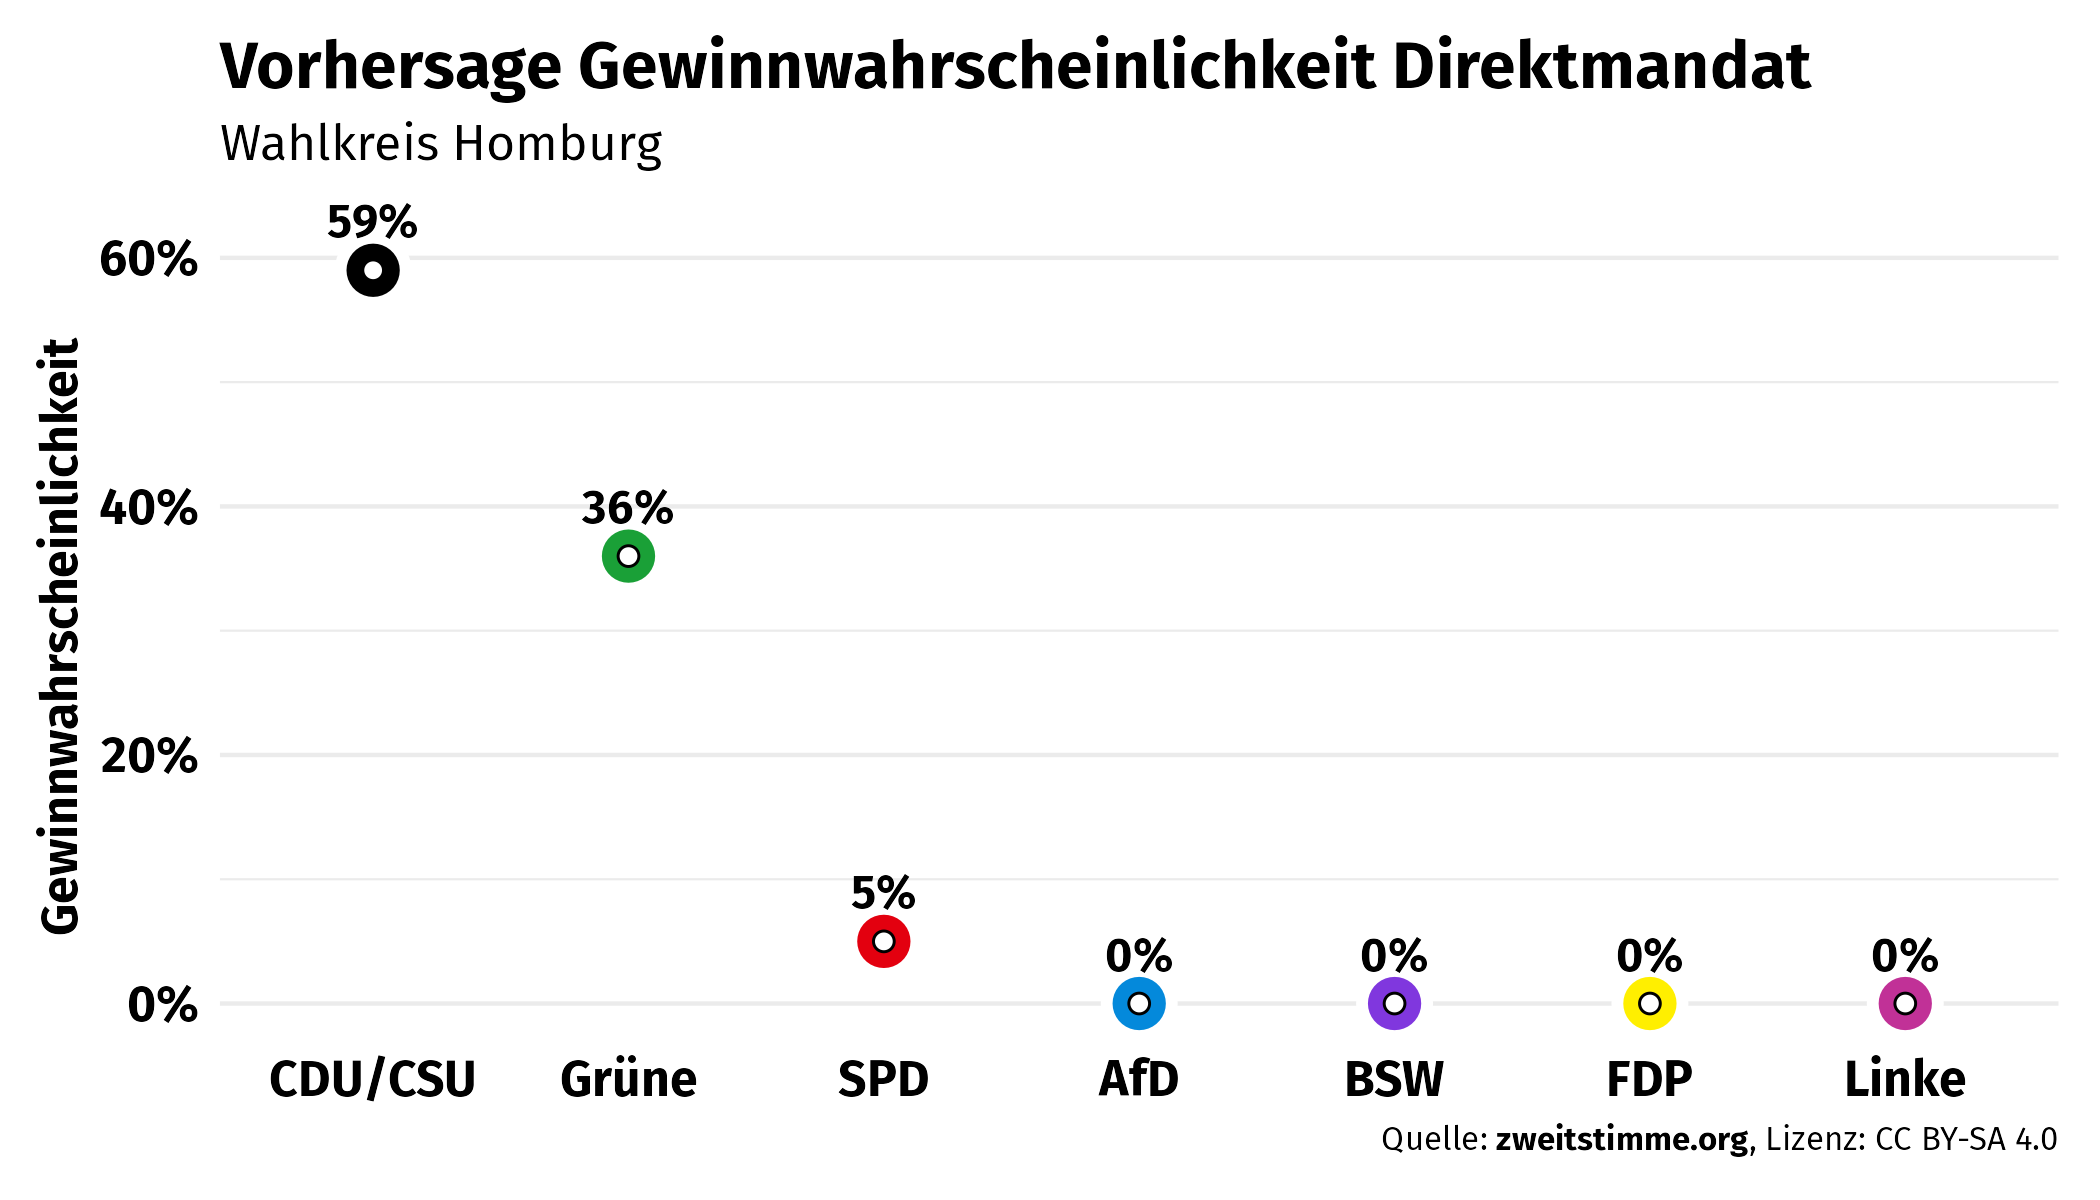 Vorhersage Gewinnwahrscheinlichkeit Direktmandat
Wahlkreis Homburg
Gewinnwahrscheinlichkeit
60%
40%
20%
0%
59%
36%
5%
0%
0%
0%
0%
CDU/CSU
Grüne
SPD
AfD
BSW
FDP
Linke
Quelle: zweitstimme.org, Lizenz: CC BY-SA 4.0